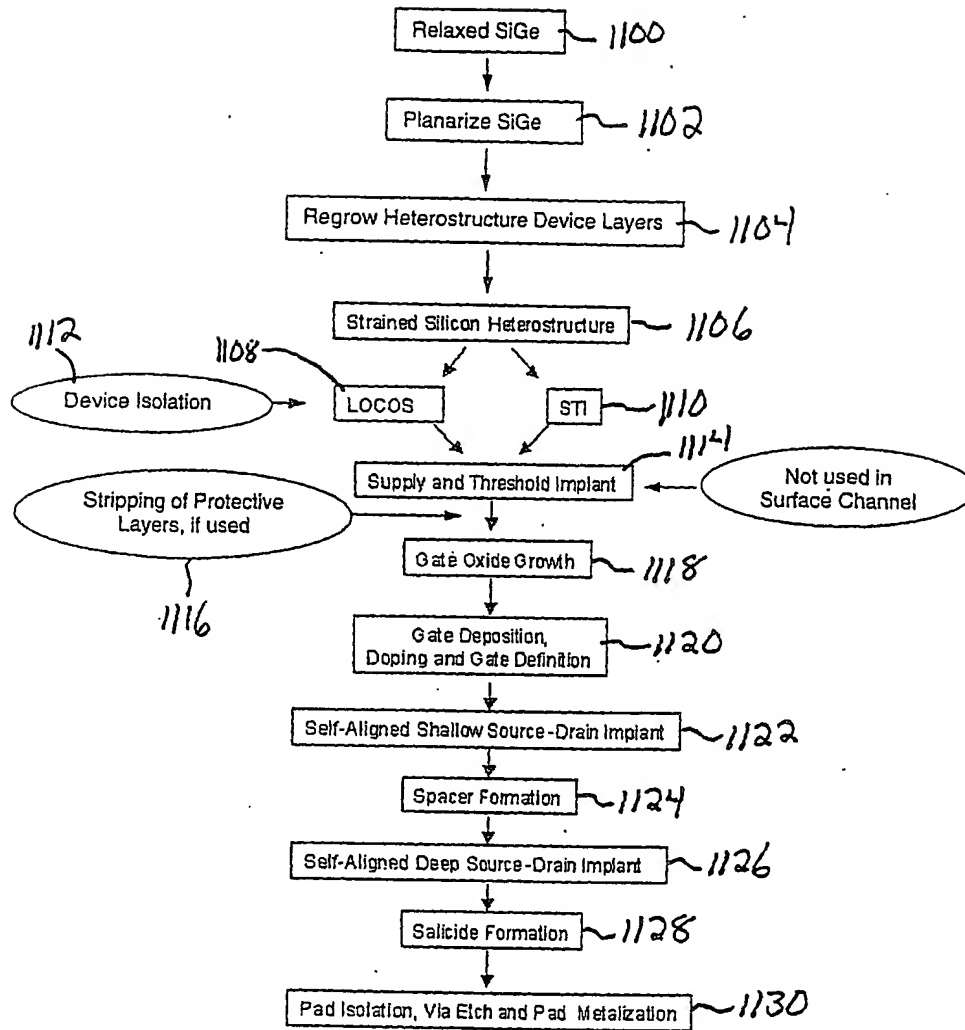 Relaxed SiGe 1100
Planarize SiGe 1102
Regrow Heterostructure Device Layers 1104
Strained Silicon Heterostructure 1106
1112
Device Isolation
1108
LOCOS
STI 1110
1114
Supply and Threshold Implant
Not used in
Surface Channel
Stripping of Protective
Layers, if used
1116
Gate Oxide Growth 1118
Gate Deposition,
Doping and Gate Definition
1120
Self-Aligned Shallow Source-Drain Implant 1122
Spacer Formation 1124
Self-Aligned Deep Source-Drain Implant 1126
Salicide Formation 1128
Pad Isolation, Via Etch and Pad Metalization 1130